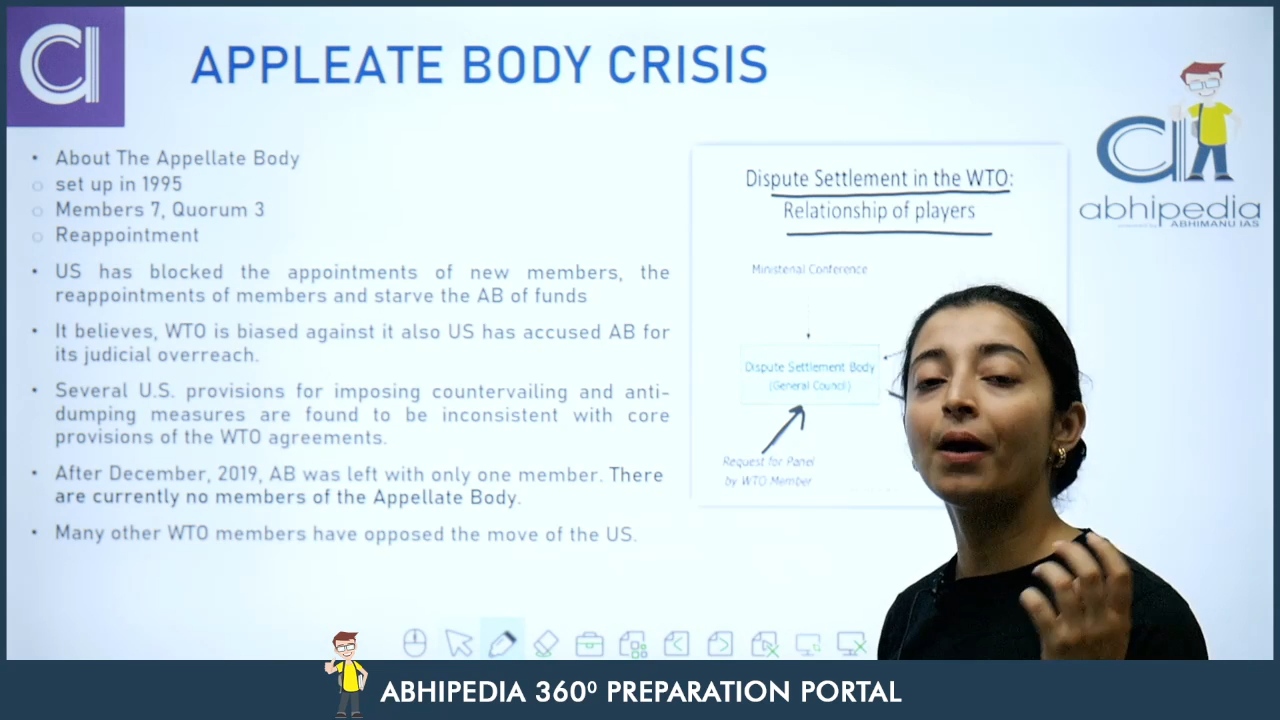 APPLEATE BODY CRISIS
• About The Appellate Body
○ set up in 1995
○ Members 7, Quorum 3
○ Reappointment
• US has blocked the appointments of new members, the
reappointments of members and starve the AB of funds
• It believes, WTO is biased against it also US has accused AB for
its judicial overreach.
• Several U.S. provisions for imposing countervailing and anti-
dumping measures are found to be inconsistent with core
provisions of the WTO agreements.
• After December, 2019, AB was left with only one member. There
are currently no members of the Appellate Body.
• Many other WTO members have opposed the move of the US.
Dispute Settlement in the WTO:
Relationship of players
Ministerial Conference
Dispute Settlement Body
(General Council)
Request for Panel
by WTO Member
abhipedia
powered by ABHIMANU IAS
ABHIPEDIA 360⁰ PREPARATION PORTAL